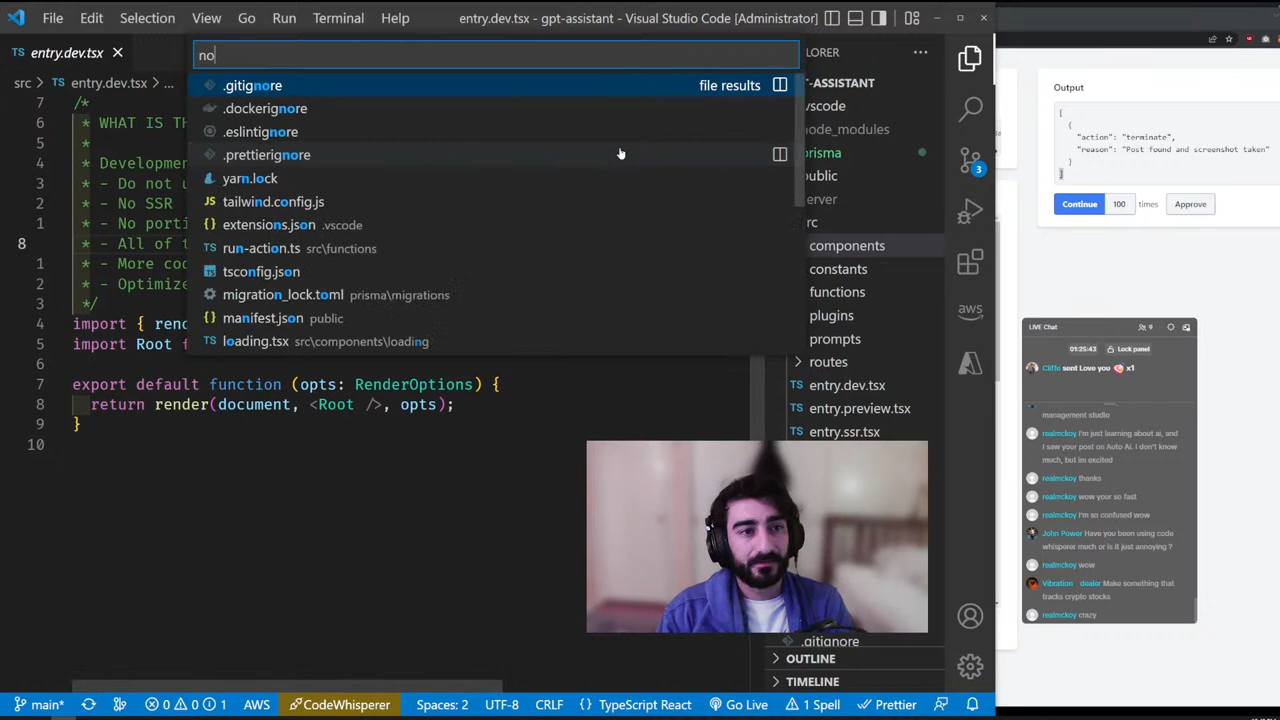 File Edit Selection View Go Run Terminal Help entry.dev.tsx - gpt-assistant - Visual Studio Code [Administrator]
TS entry.dev.tsx
src > TS entry.dev.tsx > ...
no
.gitignore file results
.dockerignore
.eslintignore
.prettierignore
yarn.lock
JS tailwind.config.js
extensions.json .vscode
TS run-action.ts src\functions
tsconfig.json
migration_lock.toml prisma\migrations
manifest.json public
loading.tsx src\components\loading
7 /*
6 * WHAT IS TH
5 *
4 * Developmen
3 * - Do not u
2 * - No SSR
1 * - No porti
8 * - All of t
1 * - More cod
2 * - Optimize
3 */
4 import { rend
5 import Root f
6
7 export default function (opts: RenderOptions) {
8 return render(document, <Root />, opts);
9 }
10
LORER
T-ASSISTANT
vscode
node_modules
prisma
public
erver
rc
components
constants
functions
plugins
prompts
routes
entry.dev.tsx
entry.preview.tsx
entry.ssr.tsx
.gitignore
OUTLINE
TIMELINE
3
aws
main* 0 0 1 AWS CodeWhisperer Spaces: 2 UTF-8 CRLF { } TypeScript React Go Live 1 Spell Prettier
Output
[
{
"action": "terminate",
"reason": "Post found and screenshot taken"
}
]
Continue 100 times Approve
LIVE Chat 9
01:25:43 Lock panel
Cliffo sent Love you x1
management studio
realmckoy I'm just learning about ai, and
I saw your post on Auto Ai. I don't know
much, but im excited
realmckoy thanks
realmckoy wow your so fast
realmckoy I'm so confused wow
John Power Have you been using code
whisperer much or is it just annoying ?
realmckoy wow
Vibration dealer Make something that
tracks crypto stocks
realmckoy crazy